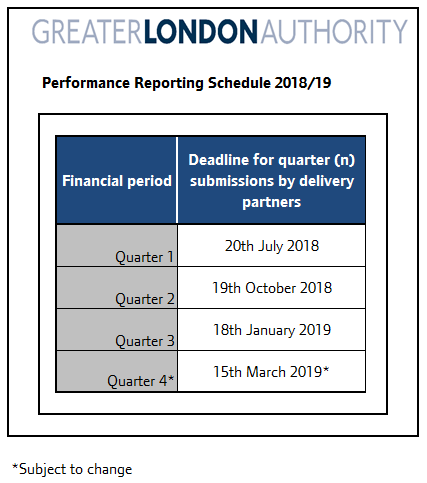 GREATERLONDONAUTHORITY
Performance Reporting Schedule 2018/19
Financial period
Deadline for quarter (n)
submissions by delivery
partners
Quarter 1
20th July 2018
Quarter 2
19th October 2018
Quarter 3
18th January 2019
Quarter 4*
15th March 2019*
*Subject to change